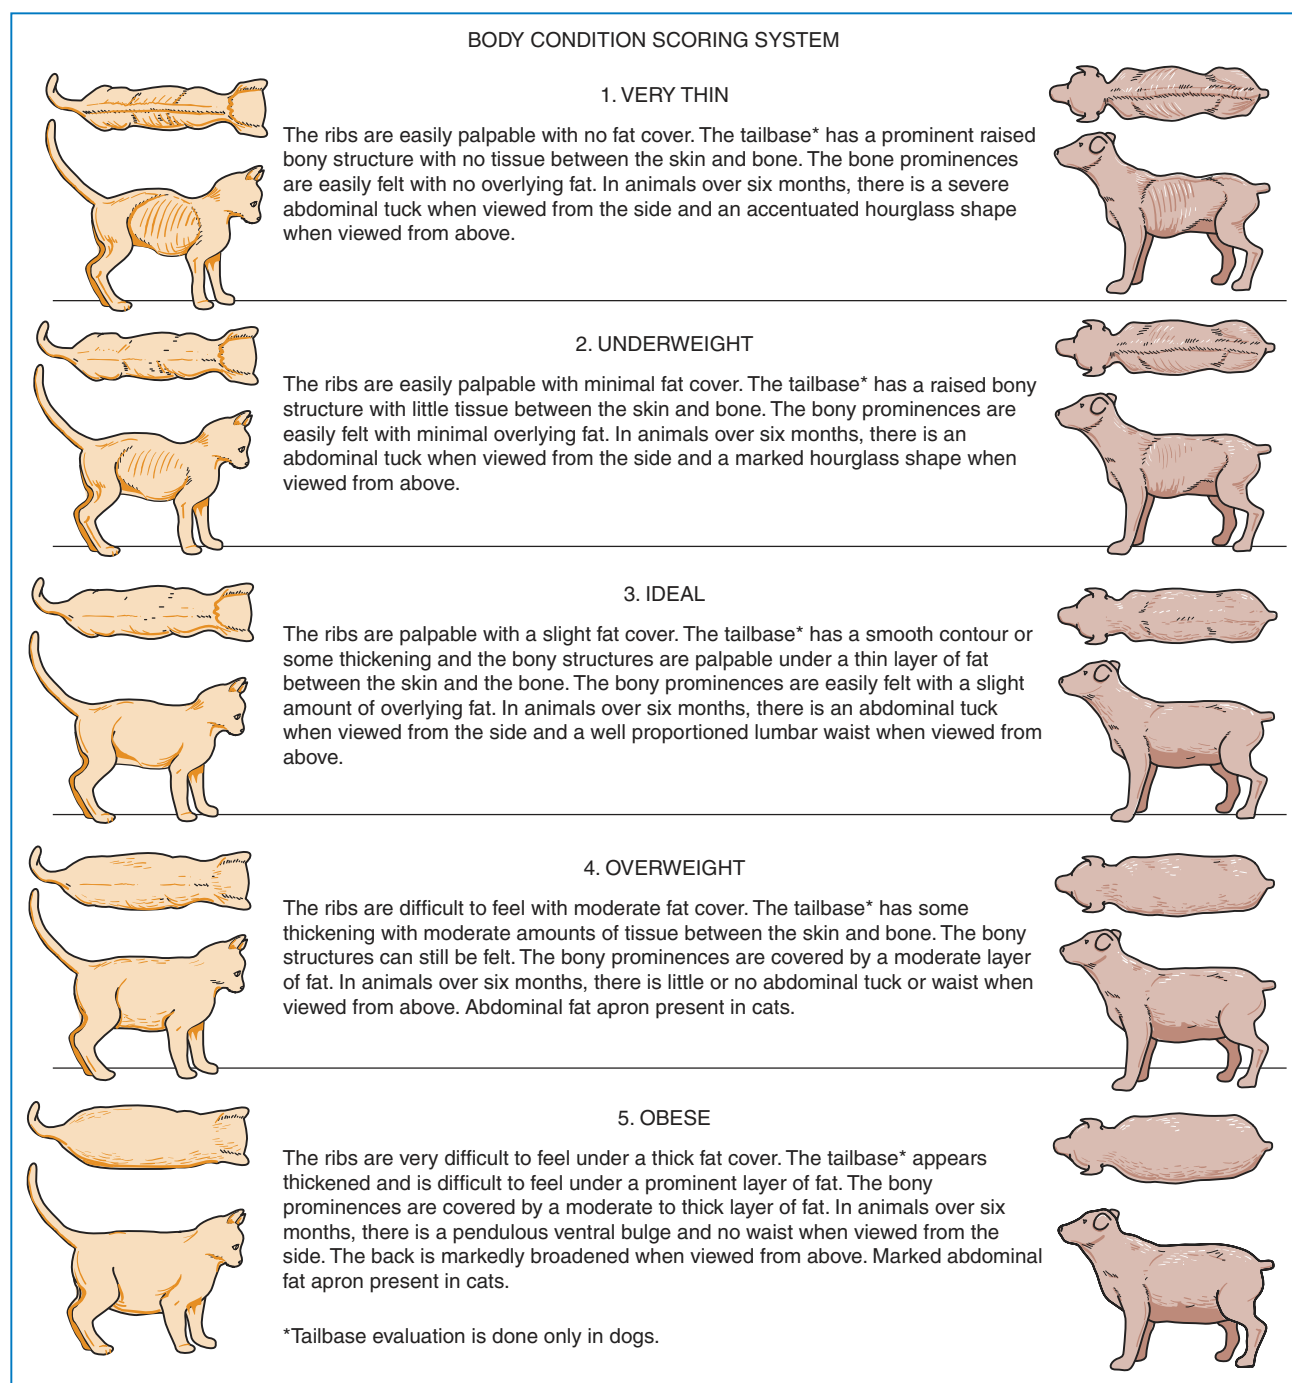 BODY CONDITION SCORING SYSTEM
1. VERY THIN
The ribs are easily palpable with no fat cover. The tailbase* has a prominent raised
bony structure with no tissue between the skin and bone. The bone prominences
are easily felt with no overlying fat. In animals over six months, there is a severe
abdominal tuck when viewed from the side and an accentuated hourglass shape
when viewed from above.
2. UNDERWEIGHT
The ribs are easily palpable with minimal fat cover. The tailbase* has a raised bony
structure with little tissue between the skin and bone. The bony prominences are
easily felt with minimal overlying fat. In animals over six months, there is an
abdominal tuck when viewed from the side and a marked hourglass shape when
viewed from above.
3. IDEAL
The ribs are palpable with a slight fat cover. The tailbase* has a smooth contour or
some thickening and the bony structures are palpable under a thin layer of fat
between the skin and the bone. The bony prominences are easily felt with a slight
amount of overlying fat. In animals over six months, there is an abdominal tuck
when viewed from the side and a well proportioned lumbar waist when viewed from
above.
4. OVERWEIGHT
The ribs are difficult to feel with moderate fat cover. The tailbase* has some
thickening with moderate amounts of tissue between the skin and bone. The bony
structures can still be felt. The bony prominences are covered by a moderate layer
of fat. In animals over six months, there is little or no abdominal tuck or waist when
viewed from above. Abdominal fat apron present in cats.
5. OBESE
The ribs are very difficult to feel under a thick fat cover. The tailbase* appears
thickened and is difficult to feel under a prominent layer of fat. The bony
prominences are covered by a moderate to thick layer of fat. In animals over six
months, there is a pendulous ventral bulge and no waist when viewed from the
side. The back is markedly broadened when viewed from above. Marked abdominal
fat apron present in cats.
*Tailbase evaluation is done only in dogs.